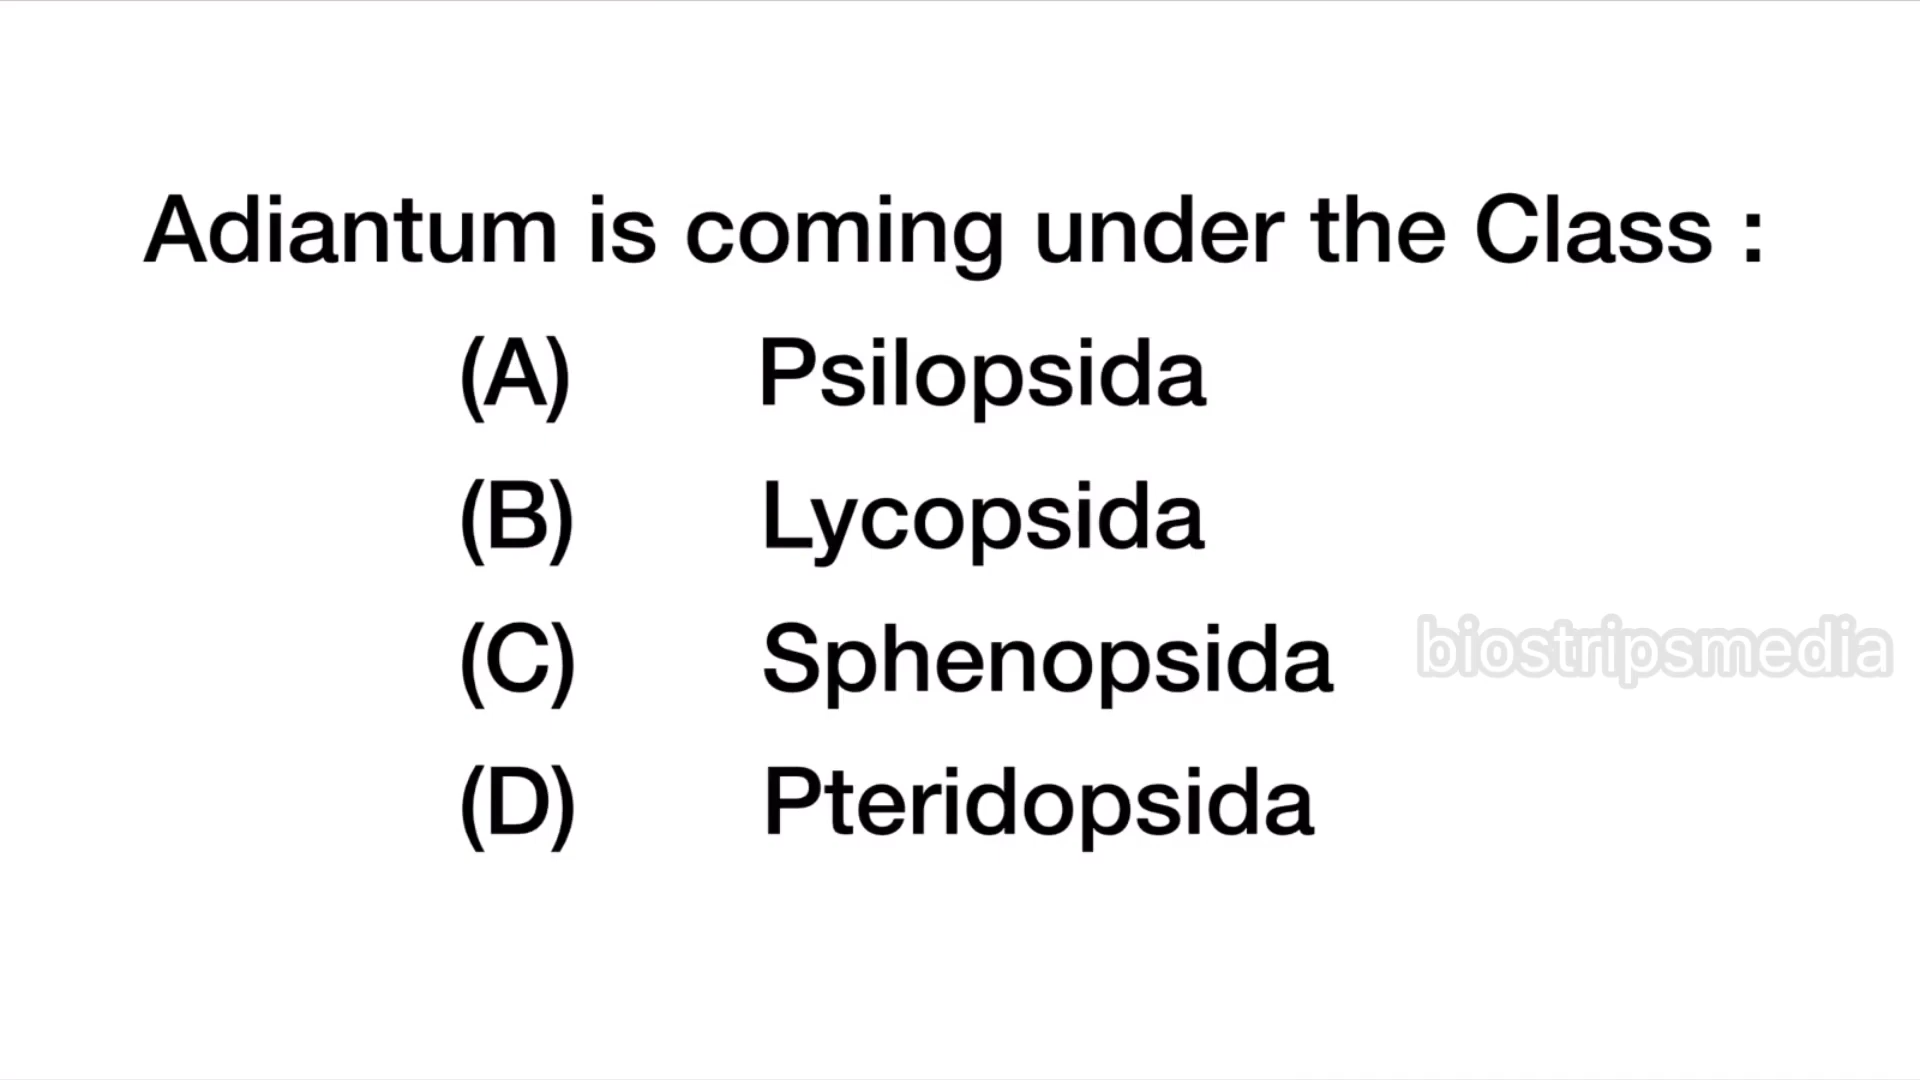 Adiantum is coming under the Class :
(A) Psilopsida
(B) Lycopsida
(C) Sphenopsida
biostripsmedia
(D) Pteridopsida